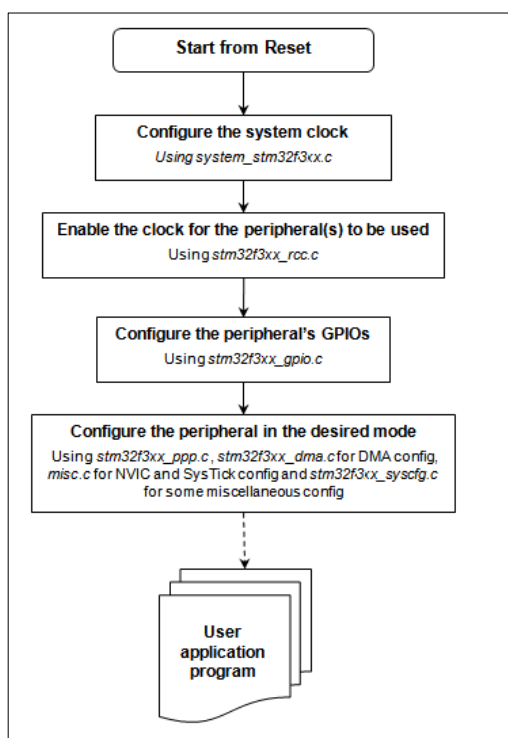 Start from Reset
Configure the system clock
Using system_stm32f3xx.c
Enable the clock for the peripheral(s) to be used
Using stm32f3xx_rcc.c
Configure the peripheral's GPIOs
Using stm32f3xx_gpio.c
Configure the peripheral in the desired mode
Using stm32f3xx_ppp.c , stm32f3xx_dma.c for DMA config,
misc.c for NVIC and SysTick config and stm32f3xx_syscfg.c
for some miscellaneous config
User
application
program